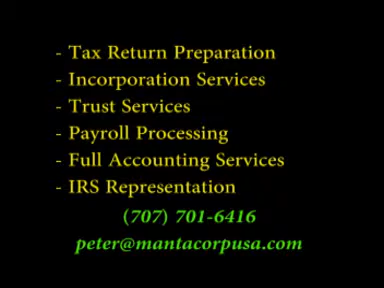 - Tax Return Preparation
- Incorporation Services
- Trust Services
- Payroll Processing
- Full Accounting Services
- IRS Representation
(707) 701-6416
peter@mantacorpusa.com